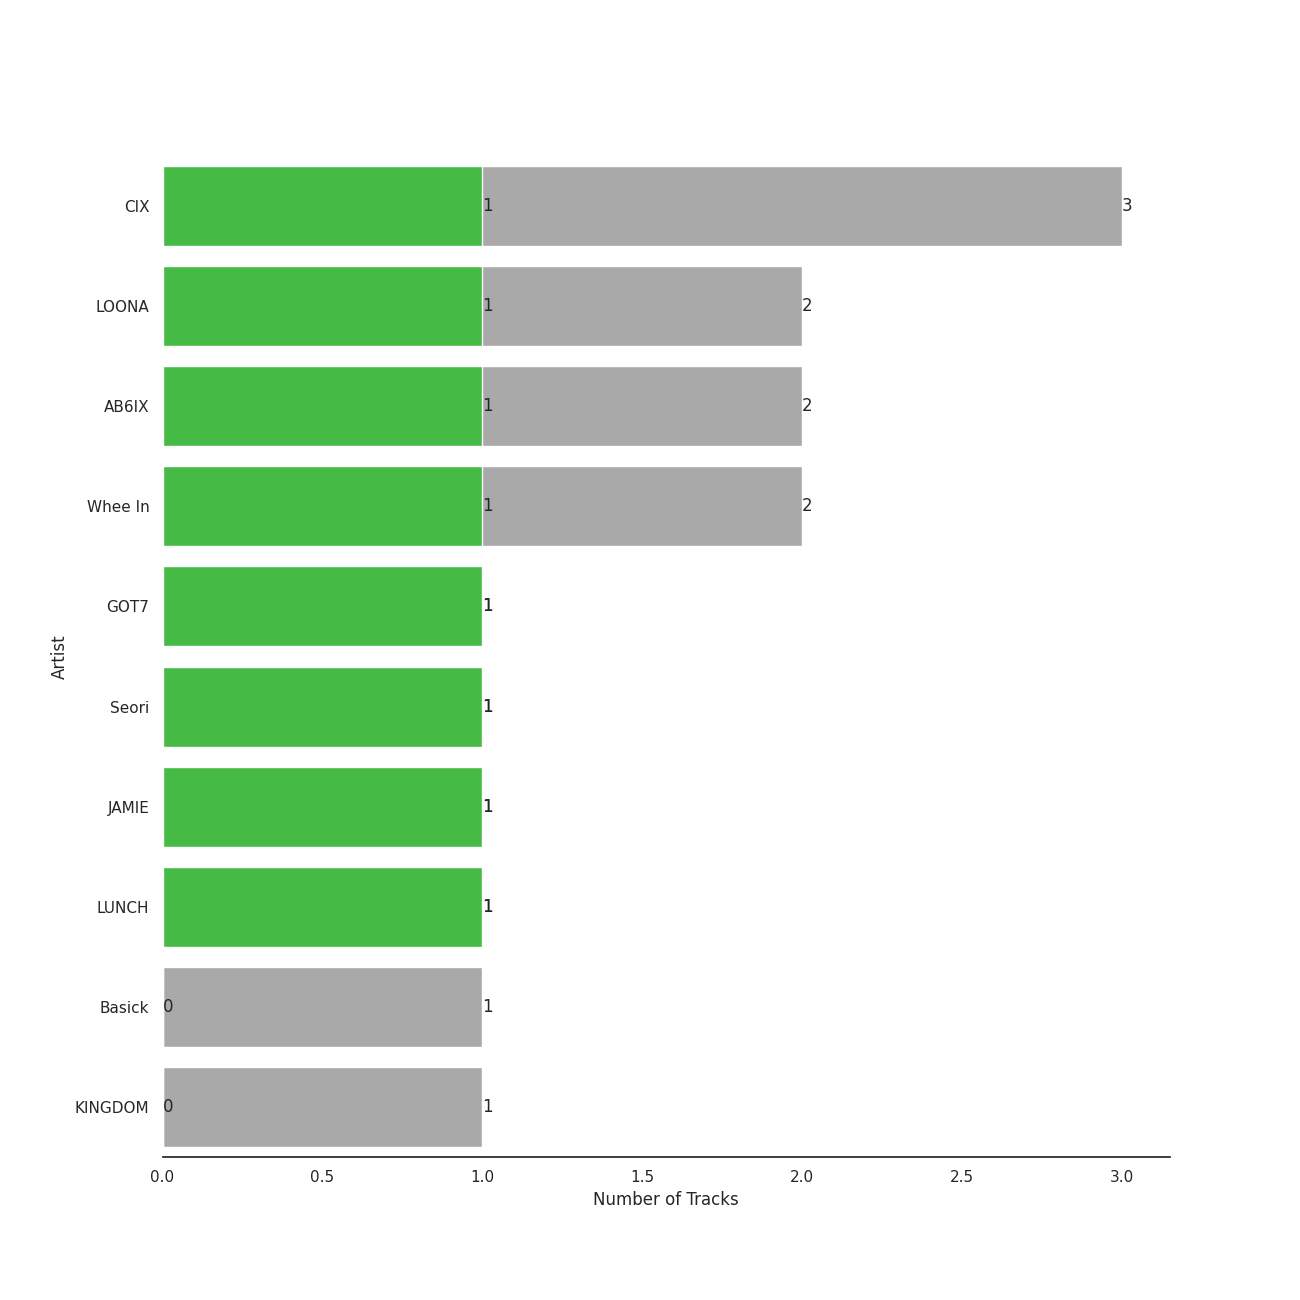 CIX 1 3
LOONA 1 2
AB6IX 1 2
Whee In 1 2
GOT7 1
Seori 1
JAMIE 1
LUNCH 1
Basick 0 1
KINGDOM 0 1
Artist
0.0 0.5 1.0 1.5 2.0 2.5 3.0
Number of Tracks